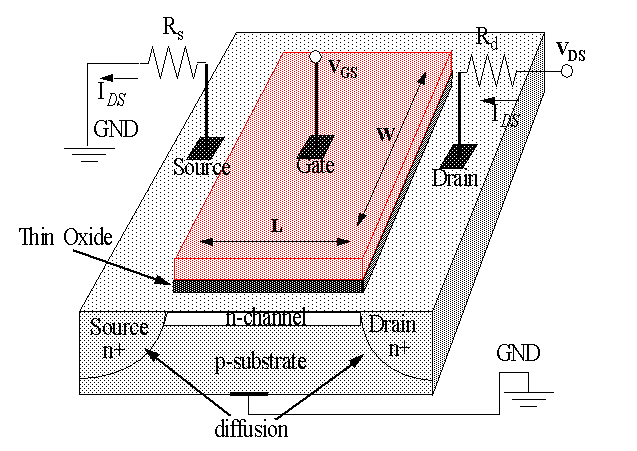 Rs
Rd
VDS
VGS
IDS
IDS
GND
W
Source
Gate
Drain
L
Thin Oxide
n-channel
Source
n+
Drain
n+
p-substrate
GND
diffusion